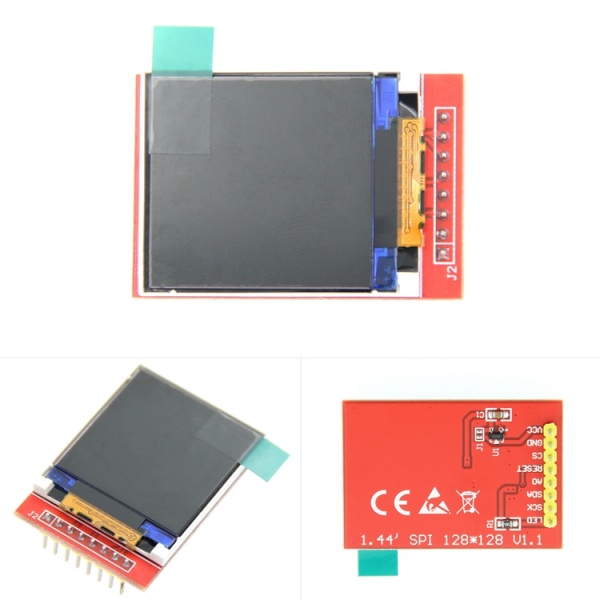 J2
J2
C1
J1
U1
R1
VCC
GND
CS
RESET
A0
SDA
SCK
LED
CE
1.44' SPI 128*128 V1.1